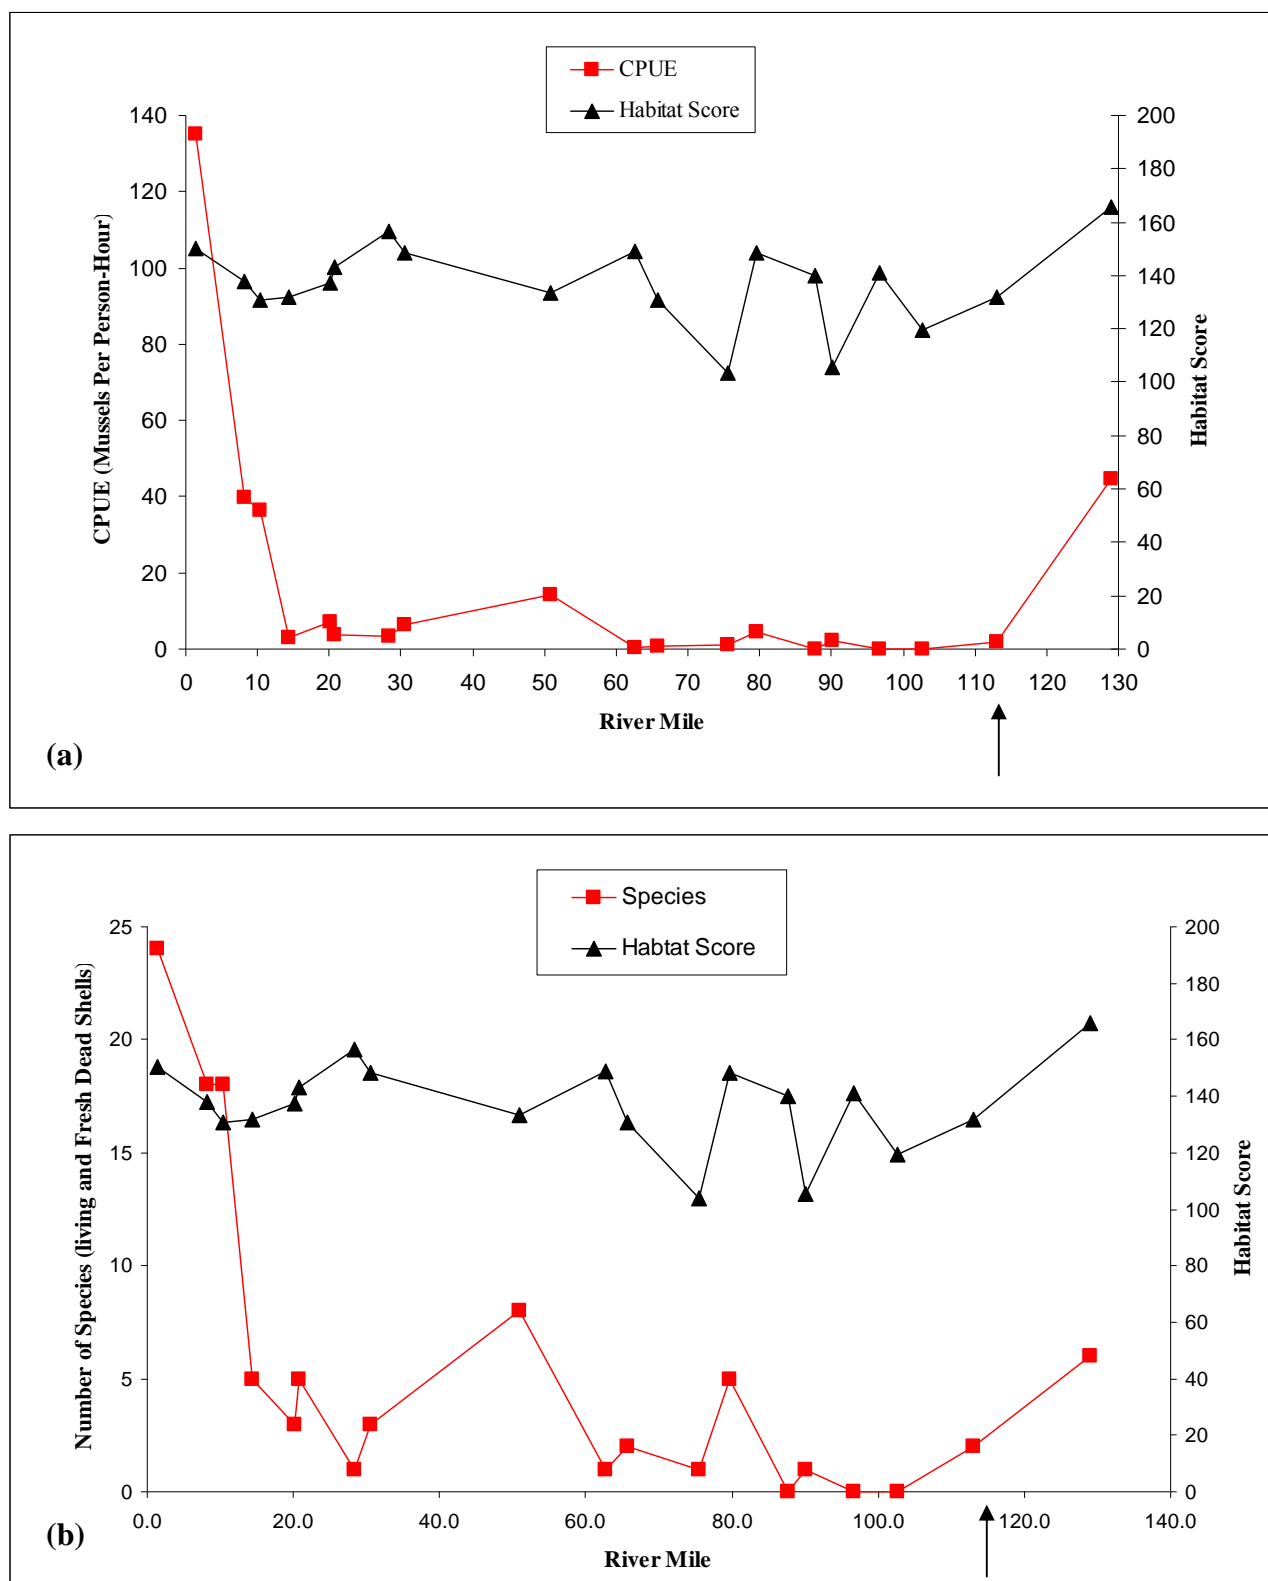 CPUE
Habitat Score
140
120
100
80
60
40
20
0
CPUE (Mussels Per Person-Hour)
200
180
160
140
120
100
80
60
40
20
0
Habitat Score
0 10 20 30 40 50 60 70 80 90 100 110 120 130
River Mile
(a)
Species
Habtat Score
25
20
15
10
5
0
Number of Species (living and Fresh Dead Shells)
200
180
160
140
120
100
80
60
40
20
0
Habitat Score
0.0 20.0 40.0 60.0 80.0 100.0 120.0 140.0
River Mile
(b)